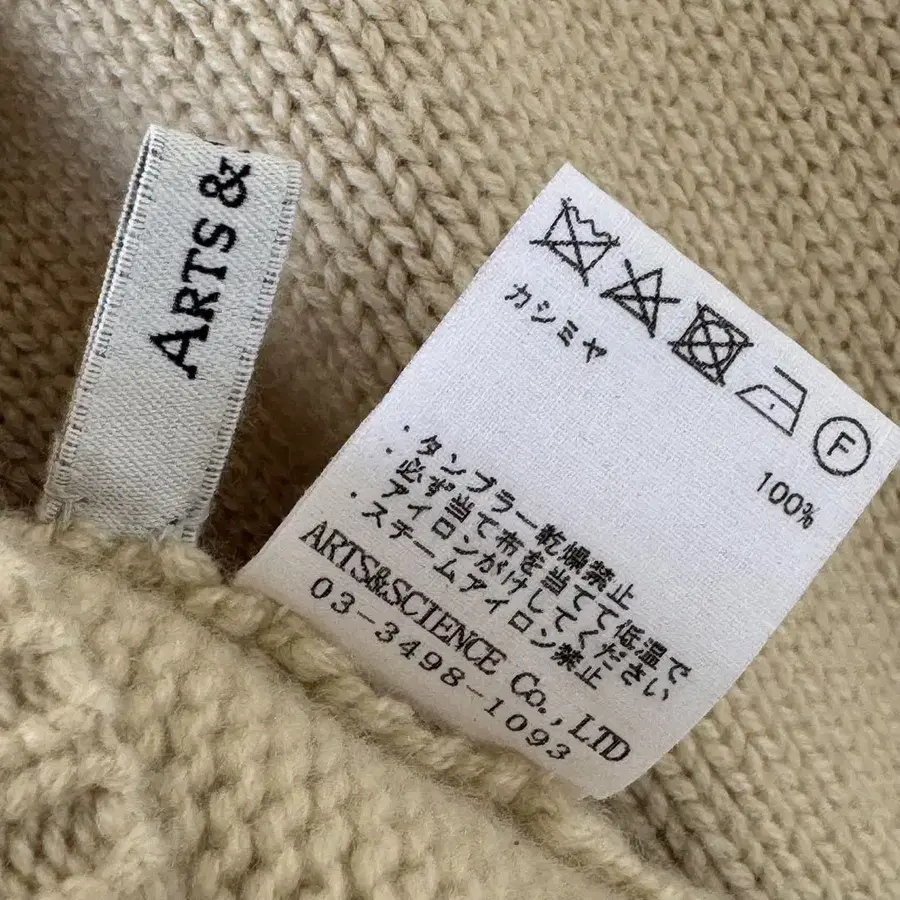 ARTS &
カシミヤ 100%
F
・タンブラー乾燥禁止
・必ず当て布を当てて低温で
アイロンがけしてください
・スチームアイロン禁止
ARTS&SCIENCE Co., LTD
03-3498-1093